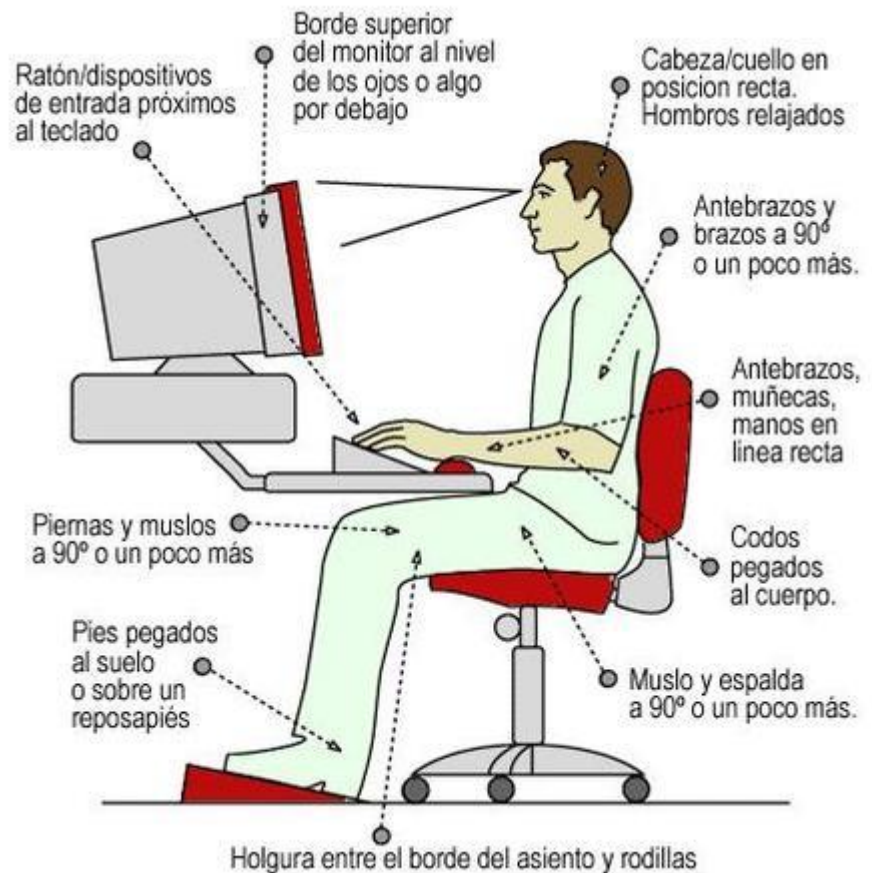 Ratón/dispositivos
de entrada próximos
al teclado
Borde superior
del monitor al nivel
de los ojos o algo
por debajo
Cabeza/cuello en
posicion recta.
Hombros relajados
Antebrazos y
brazos a 90º
o un poco más.
Antebrazos,
muñecas,
manos en
linea recta
Piernas y muslos
a 90º o un poco más
Codos
pegados
al cuerpo.
Pies pegados
al suelo
o sobre un
reposapiés
Muslo y espalda
a 90º o un poco más.
Holgura entre el borde del asiento y rodillas